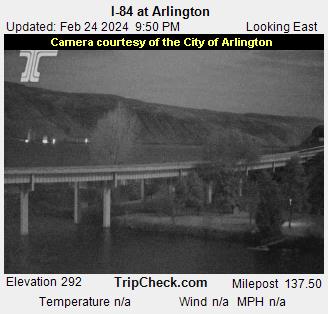 I-84 at Arlington
Updated: Feb 24 2024 9:50 PM Looking East
Camera courtesy of the City of Arlington
Elevation 292 TripCheck.com Milepost 137.50
Temperature n/a Wind n/a MPH n/a